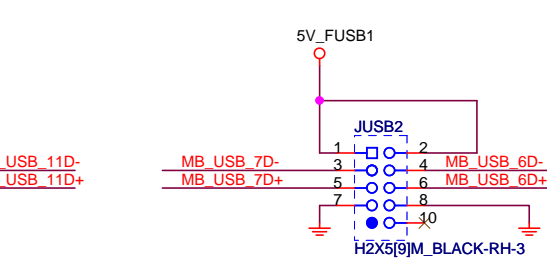 5V_FUSB1
JUSB2
1 2
_USB_11D- MB_USB_7D- 3 4 MB_USB_6D-
_USB_11D+ MB_USB_7D+ 5 6 MB_USB_6D+
7 8
10
H2X5[9]M_BLACK-RH-3